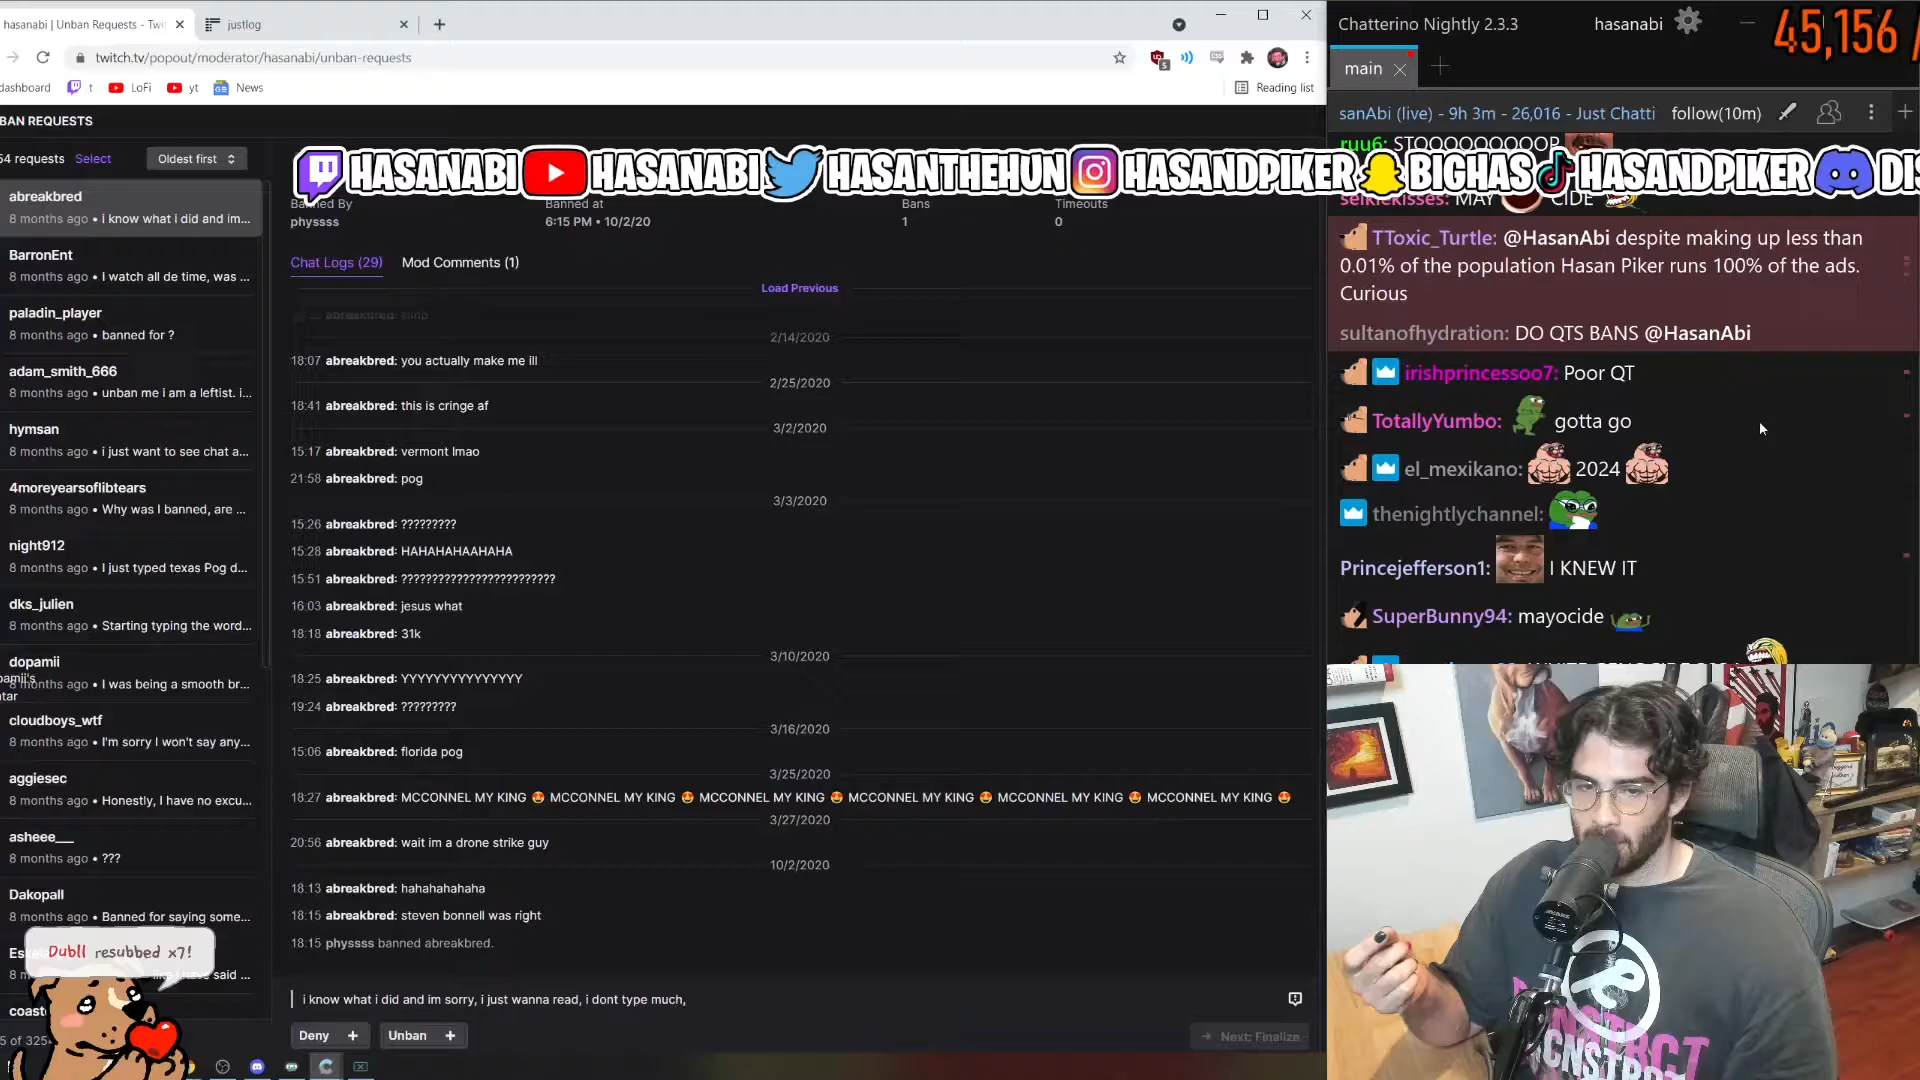 hasanabi | Unban Requests - Twi
justlog
twitch.tv/popout/moderator/hasanabi/unban-requests
5
dashboard
t
LoFi
yt
News
Reading list
BAN REQUESTS
54 requests
Select
Oldest first
HASANABI HASANABI HASANTHEHUN HASANDPIKER BIGHAS HASANDPIKER DIS
abreakbred
8 months ago • i know what i did and im...
BarronEnt
8 months ago • I watch all de time, was ...
paladin_player
8 months ago • banned for ?
adam_smith_666
8 months ago • unban me i am a leftist. i...
hymsan
8 months ago • i just want to see chat a...
4moreyearsoflibtears
8 months ago • Why was I banned, are ...
night912
8 months ago • I just typed texas Pog d...
dks_julien
8 months ago • Starting typing the word...
dopamii
8 months ago • I was being a smooth br...
cloudboys_wtf
8 months ago • I'm sorry I won't say any...
aggiesec
8 months ago • Honestly, I have no excu...
asheee___
8 months ago • ???
Dakopall
8 months ago • Banned for saying some...
Dubll resubbed x7!
said ...
coast
5 of 325
Banned By
physsss
Banned at
6:15 PM • 10/2/20
Bans
1
Timeouts
0
Chat Logs (29)
Mod Comments (1)
Load Previous
2/14/2020
18:07 abreakbred: you actually make me ill
2/25/2020
18:41 abreakbred: this is cringe af
3/2/2020
15:17 abreakbred: vermont lmao
21:58 abreakbred: pog
3/3/2020
15:26 abreakbred: ?????????
15:28 abreakbred: HAHAHAHAAHAHA
15:51 abreakbred: ?????????????????????????
16:03 abreakbred: jesus what
18:18 abreakbred: 31k
3/10/2020
18:25 abreakbred: YYYYYYYYYYYYYYY
19:24 abreakbred: ?????????
3/16/2020
15:06 abreakbred: florida pog
3/25/2020
18:27 abreakbred: MCCONNEL MY KING 😍 MCCONNEL MY KING 😍 MCCONNEL MY KING 😍 MCCONNEL MY KING 😍 MCCONNEL MY KING 😍 MCCONNEL MY KING 😍
3/27/2020
20:56 abreakbred: wait im a drone strike guy
10/2/2020
18:13 abreakbred: hahahahahaha
18:15 abreakbred: steven bonnell was right
18:15 physsss banned abreakbred.
i know what i did and im sorry, i just wanna read, i dont type much,
Deny +
Unban +
Next: Finalize
Chatterino Nightly 2.3.3
hasanabi
45,156 /
main
sanAbi (live) - 9h 3m - 26,016 - Just Chatti
follow(10m)
ruu6: STOOOOOOOOOP
selkiekisses: MAY CIDE
TToxic_Turtle: @HasanAbi despite making up less than
0.01% of the population Hasan Piker runs 100% of the ads.
Curious
sultanofhydration: DO QTS BANS @HasanAbi
irishprincessoo7: Poor QT
TotallyYumbo: gotta go
el_mexikano: 2024
thenightlychannel:
Princejefferson1: I KNEW IT
SuperBunny94: mayocide